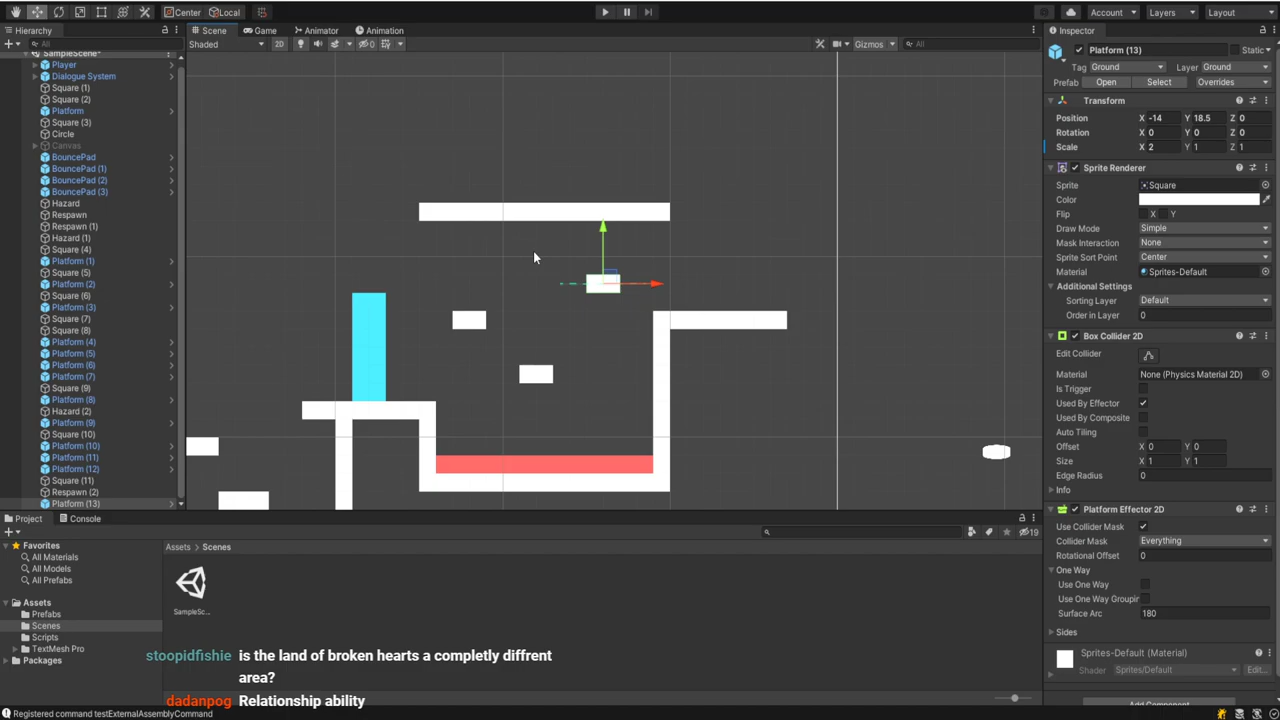 Center
Local
Account
Layers
Layout
Hierarchy
Scene
Game
Animator
Animation
Inspector
All
Shaded
2D
0
Gizmos
All
SampleScene*
Player
Dialogue System
Square (1)
Square (2)
Platform
Square (3)
Circle
Canvas
BouncePad
BouncePad (1)
BouncePad (2)
BouncePad (3)
Hazard
Respawn
Respawn (1)
Hazard (1)
Square (4)
Platform (1)
Square (5)
Platform (2)
Square (6)
Platform (3)
Square (7)
Square (8)
Platform (4)
Platform (5)
Platform (6)
Platform (7)
Square (9)
Platform (8)
Hazard (2)
Platform (9)
Square (10)
Platform (10)
Platform (11)
Platform (12)
Square (11)
Respawn (2)
Platform (13)
Platform (13)
Static
Tag Ground Layer Ground
Prefab Open Select Overrides
Transform
Position X -14 Y 18.5 Z 0
Rotation X 0 Y 0 Z 0
Scale X 2 Y 1 Z 1
Sprite Renderer
Sprite Square
Color
Flip X Y
Draw Mode Simple
Mask Interaction None
Sprite Sort Point Center
Material Sprites-Default
Additional Settings
Sorting Layer Default
Order in Layer 0
Box Collider 2D
Edit Collider
Material None (Physics Material 2D)
Is Trigger
Used By Effector
Used By Composite
Auto Tiling
Offset X 0 Y 0
Size X 1 Y 1
Edge Radius 0
Info
Platform Effector 2D
Use Collider Mask
Collider Mask Everything
Rotational Offset 0
One Way
Use One Way
Use One Way Groupin
Surface Arc 180
Sides
Sprites-Default (Material)
Shader Sprites/Default Edit...
Project
Console
19
Favorites
All Materials
All Models
All Prefabs
Assets
Prefabs
Scenes
Scripts
TextMesh Pro
Packages
Assets > Scenes
SampleSc...
stoopidfishie is the land of broken hearts a completly diffrent
area?
dadanpog Relationship ability
Registered command testExternalAssemblyCommand